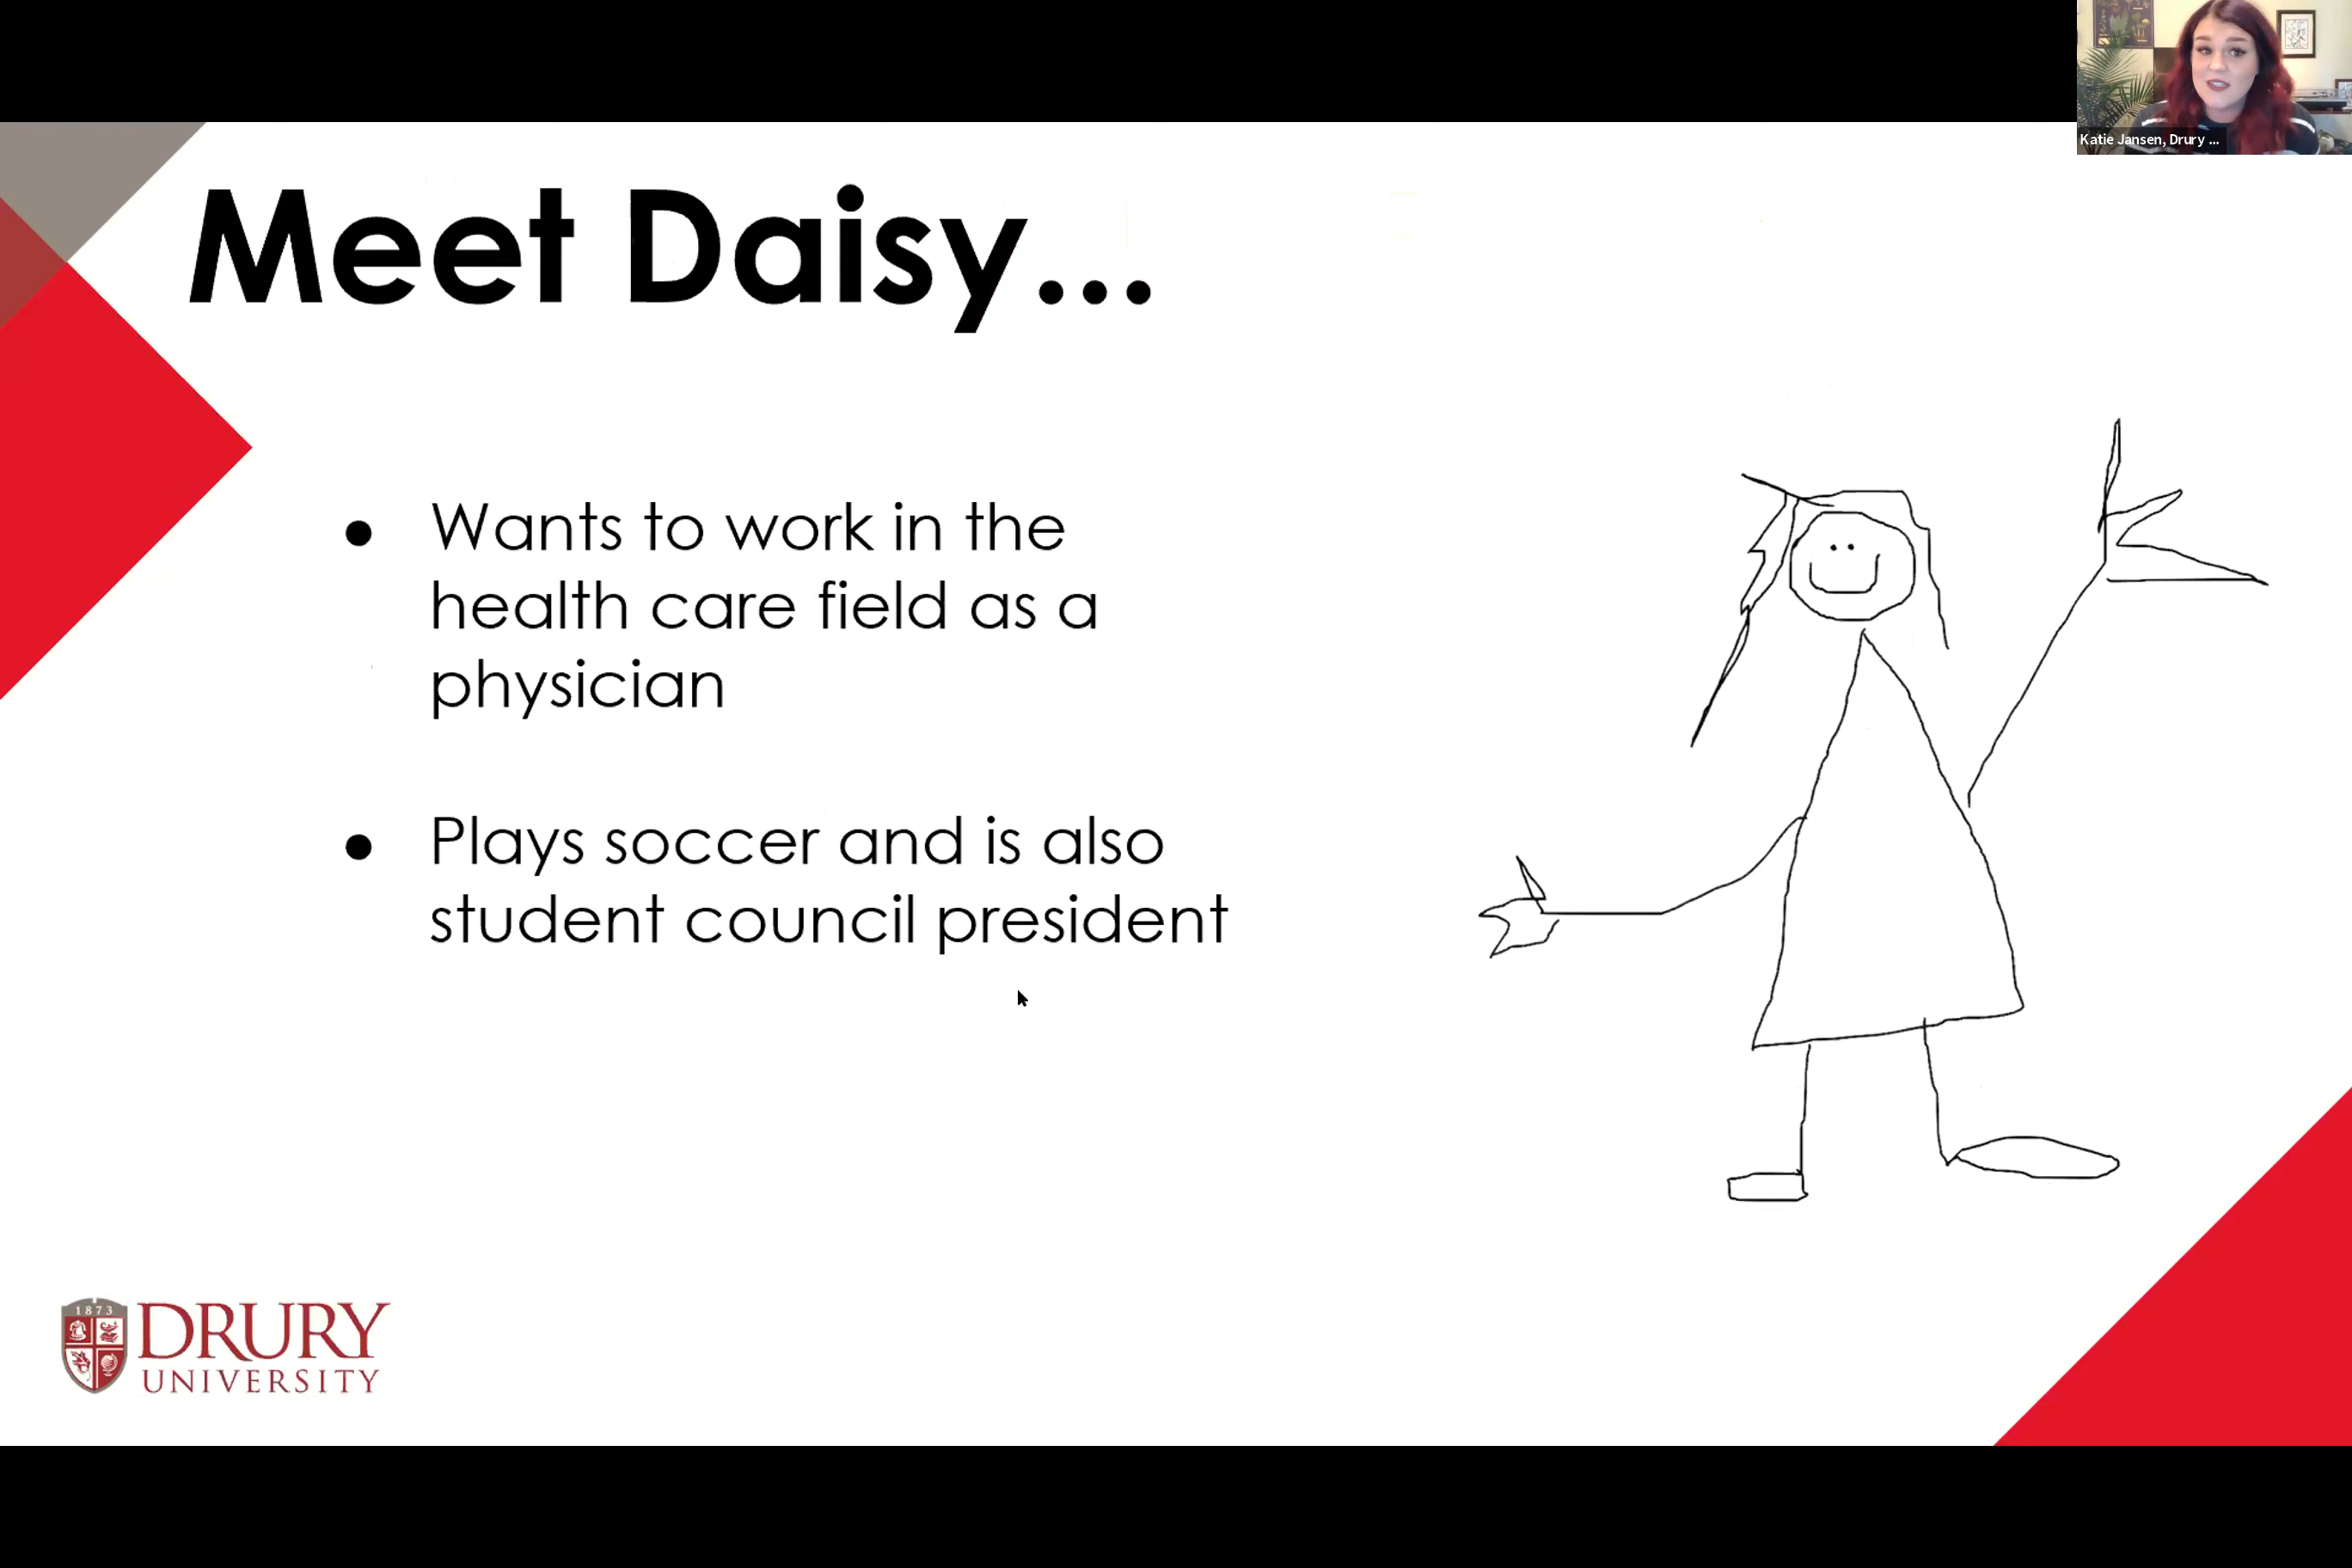 Katie Jansen, Drury ...
Meet Daisy...
● Wants to work in the
health care field as a
physician
● Plays soccer and is also
student council president
1873
DRURY
UNIVERSITY